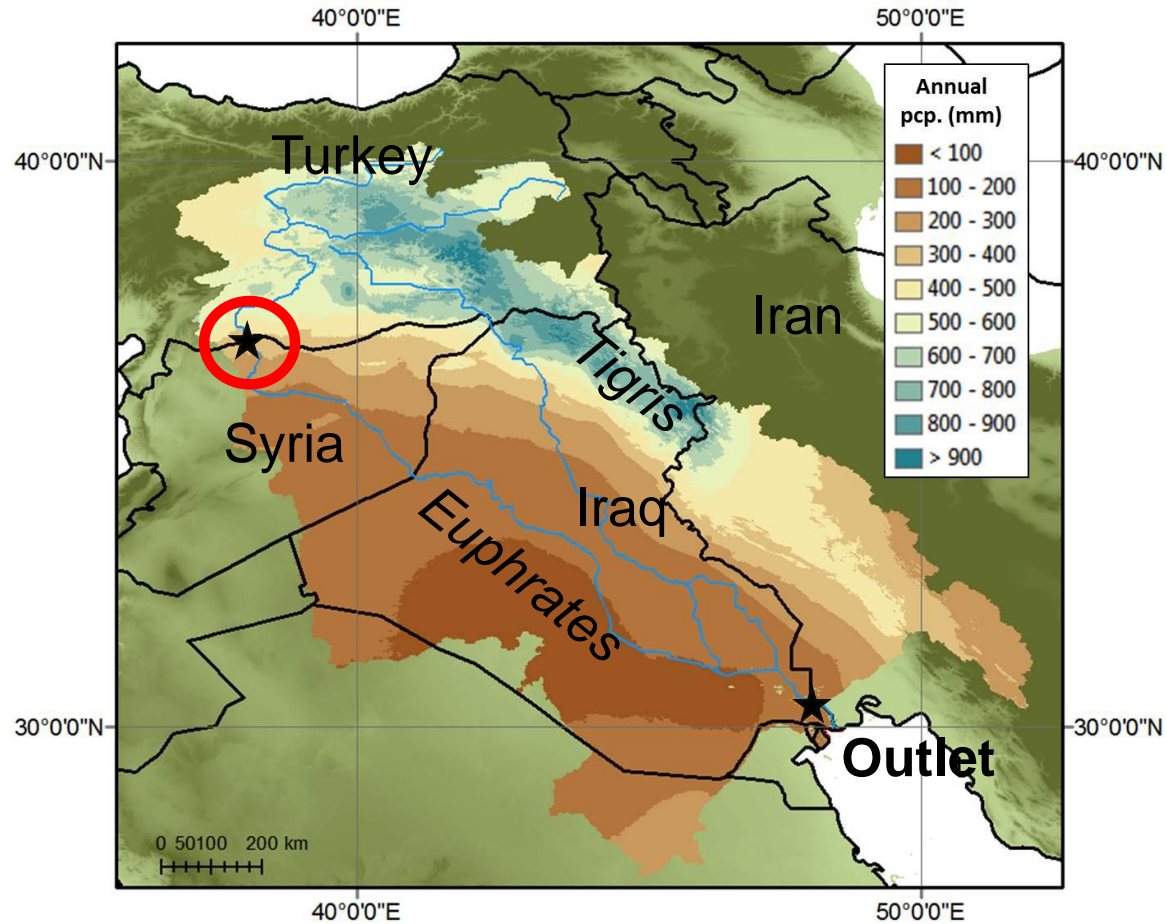 40°0'0"E
50°0'0"E
Annual
pcp. (mm)
< 100
100 - 200
200 - 300
300 - 400
400 - 500
500 - 600
600 - 700
700 - 800
800 - 900
> 900
40°0'0"N
40°0'0"N
Turkey
Iran
Tigris
Syria
Iraq
Euphrates
30°0'0"N
30°0'0"N
Outlet
0 50100 200 km
40°0'0"E
50°0'0"E